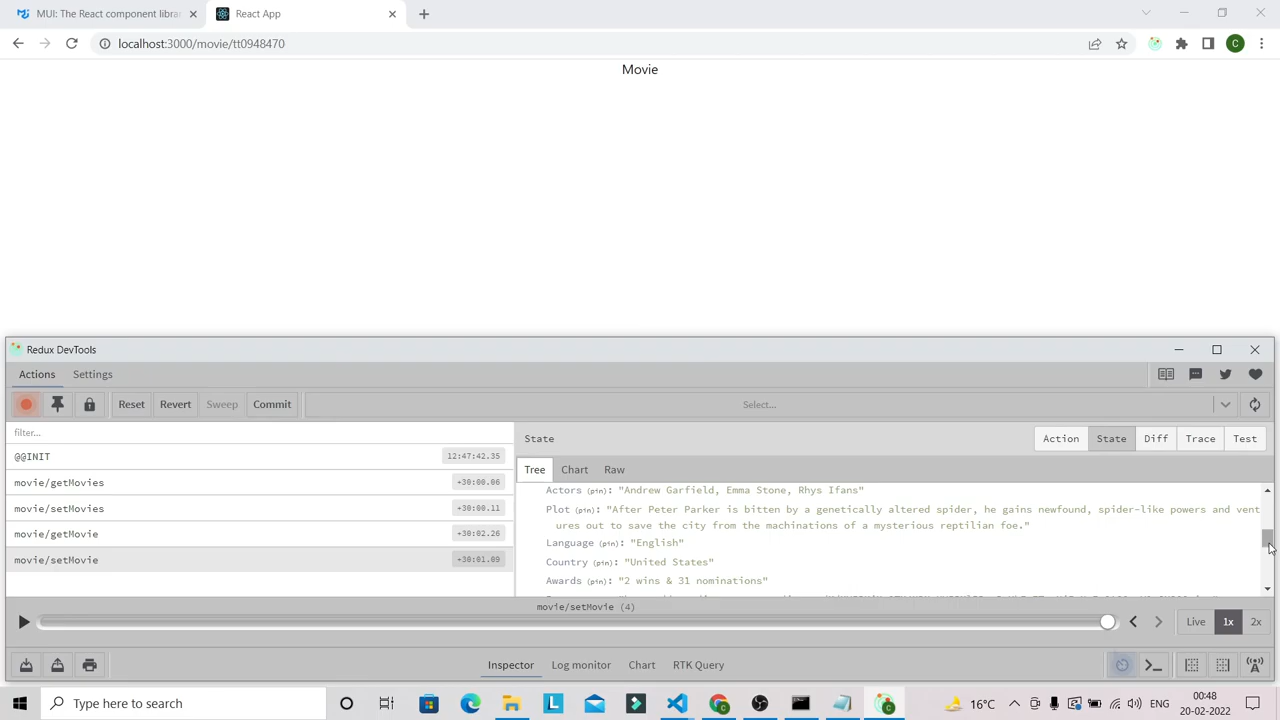 MUI: The React component librar
React App
localhost:3000/movie/tt0948470
C
Movie
Redux DevTools
Actions
Settings
Reset
Revert
Sweep
Commit
Select...
filter...
@@INIT
12:47:42.35
movie/getMovies
+30:00.06
movie/setMovies
+30:00.11
movie/getMovie
+30:02.26
movie/setMovie
+30:01.09
State
Action
State
Diff
Trace
Test
Tree
Chart
Raw
Actors (pin): "Andrew Garfield, Emma Stone, Rhys Ifans"
Plot (pin): "After Peter Parker is bitten by a genetically altered spider, he gains newfound, spider-like powers and vent
ures out to save the city from the machinations of a mysterious reptilian foe."
Language (pin): "English"
Country (pin): "United States"
Awards (pin): "2 wins & 31 nominations"
movie/setMovie (4)
Live
1x
2x
Inspector
Log monitor
Chart
RTK Query
Type here to search
16°C
ENG
00:48
20-02-2022